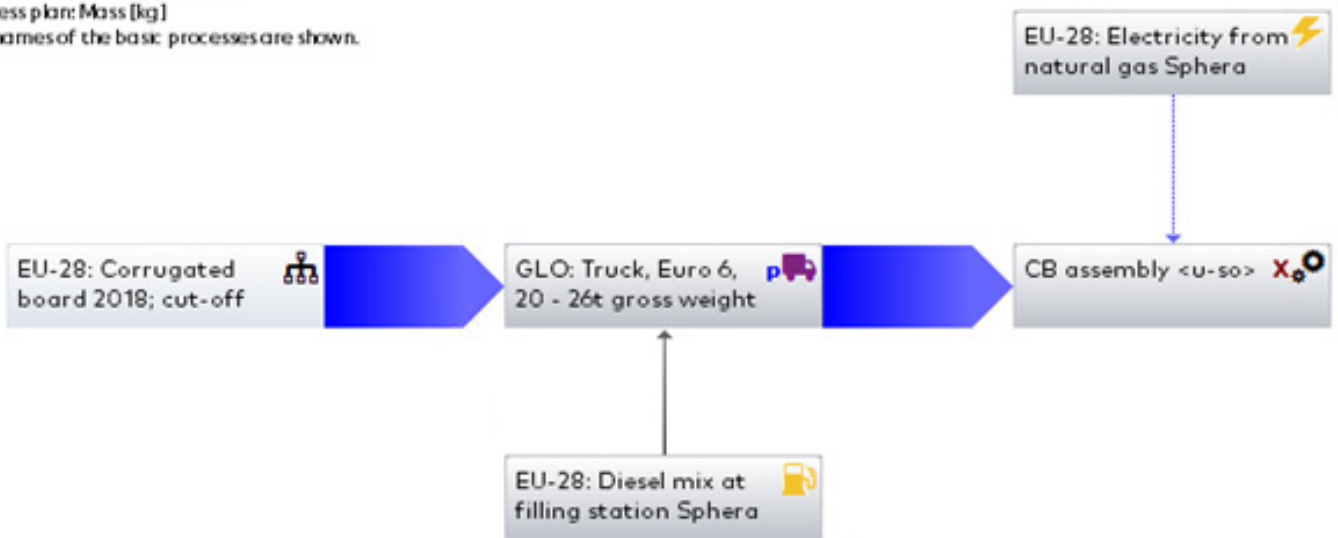 ess plan: Mass [kg]
names of the basic processes are shown.
EU-28: Electricity from
natural gas Sphera
EU-28: Corrugated
board 2018; cut-off
GLO: Truck, Euro 6,
20 - 26t gross weight
p
CB assembly <u-so>
X
EU-28: Diesel mix at
filling station Sphera